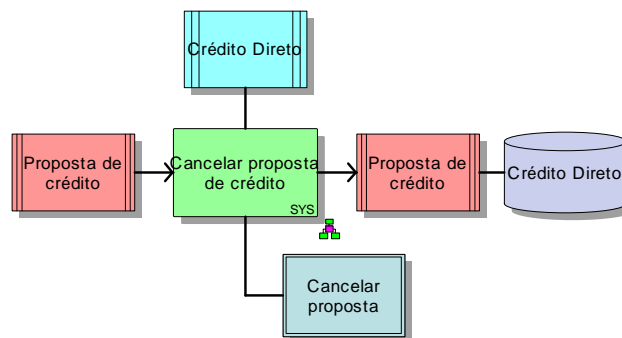 Crédito Direto
Proposta de
crédito
Cancelar proposta
de crédito
SYS
Proposta de
crédito
Crédito Direto
Cancelar
proposta